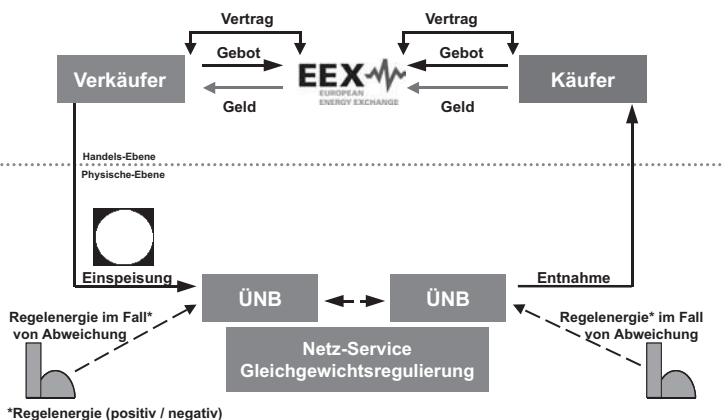 Vertrag
Vertrag
Gebot
Gebot
Verkäufer
EEX
EUROPEAN
ENERGY EXCHANGE
Käufer
Geld
Geld
Handels-Ebene
Physische-Ebene
Einspeisung
Entnahme
ÜNB
ÜNB
Regelenergie im Fall*
von Abweichung
Regelenergie* im Fall
von Abweichung
Netz-Service
Gleichgewichtsregulierung
*Regelenergie (positiv / negativ)